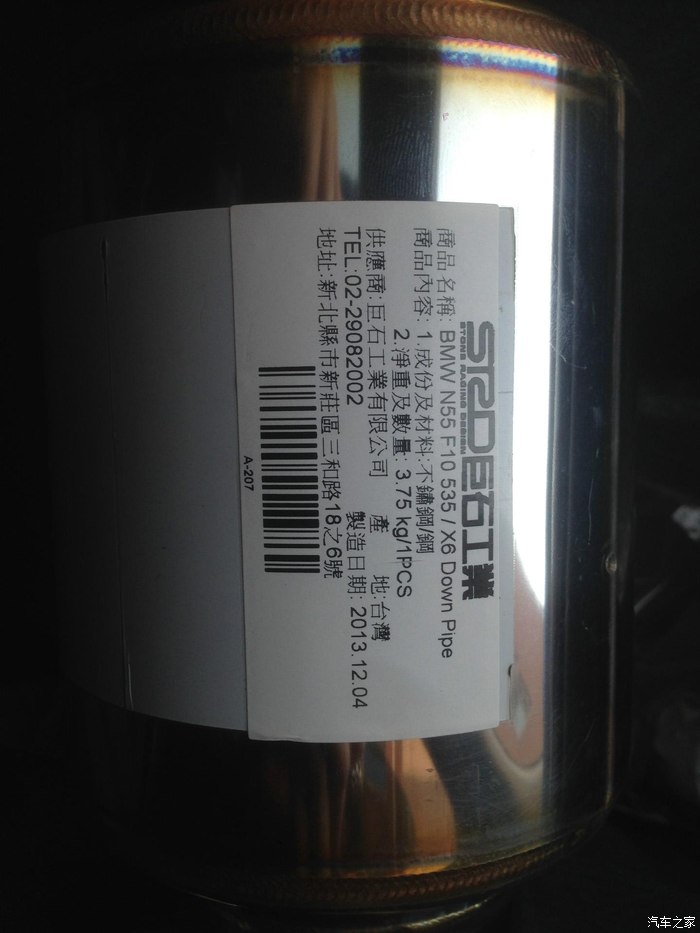 SRD巨石工業
STONE RACING DESIGN
商品名稱: BMW N55 F10 535 / X6 Down Pipe
商品內容: 1.成份及材料:不鏽鋼/鋼
2.淨重及數量: 3.75 kg/1PCS
供應商:巨石工業有限公司 產 地:台灣
TEL:02-29082002 製造日期: 2013.12.04
地址:新北縣市新莊區三和路18之6號
A-207
汽车之家